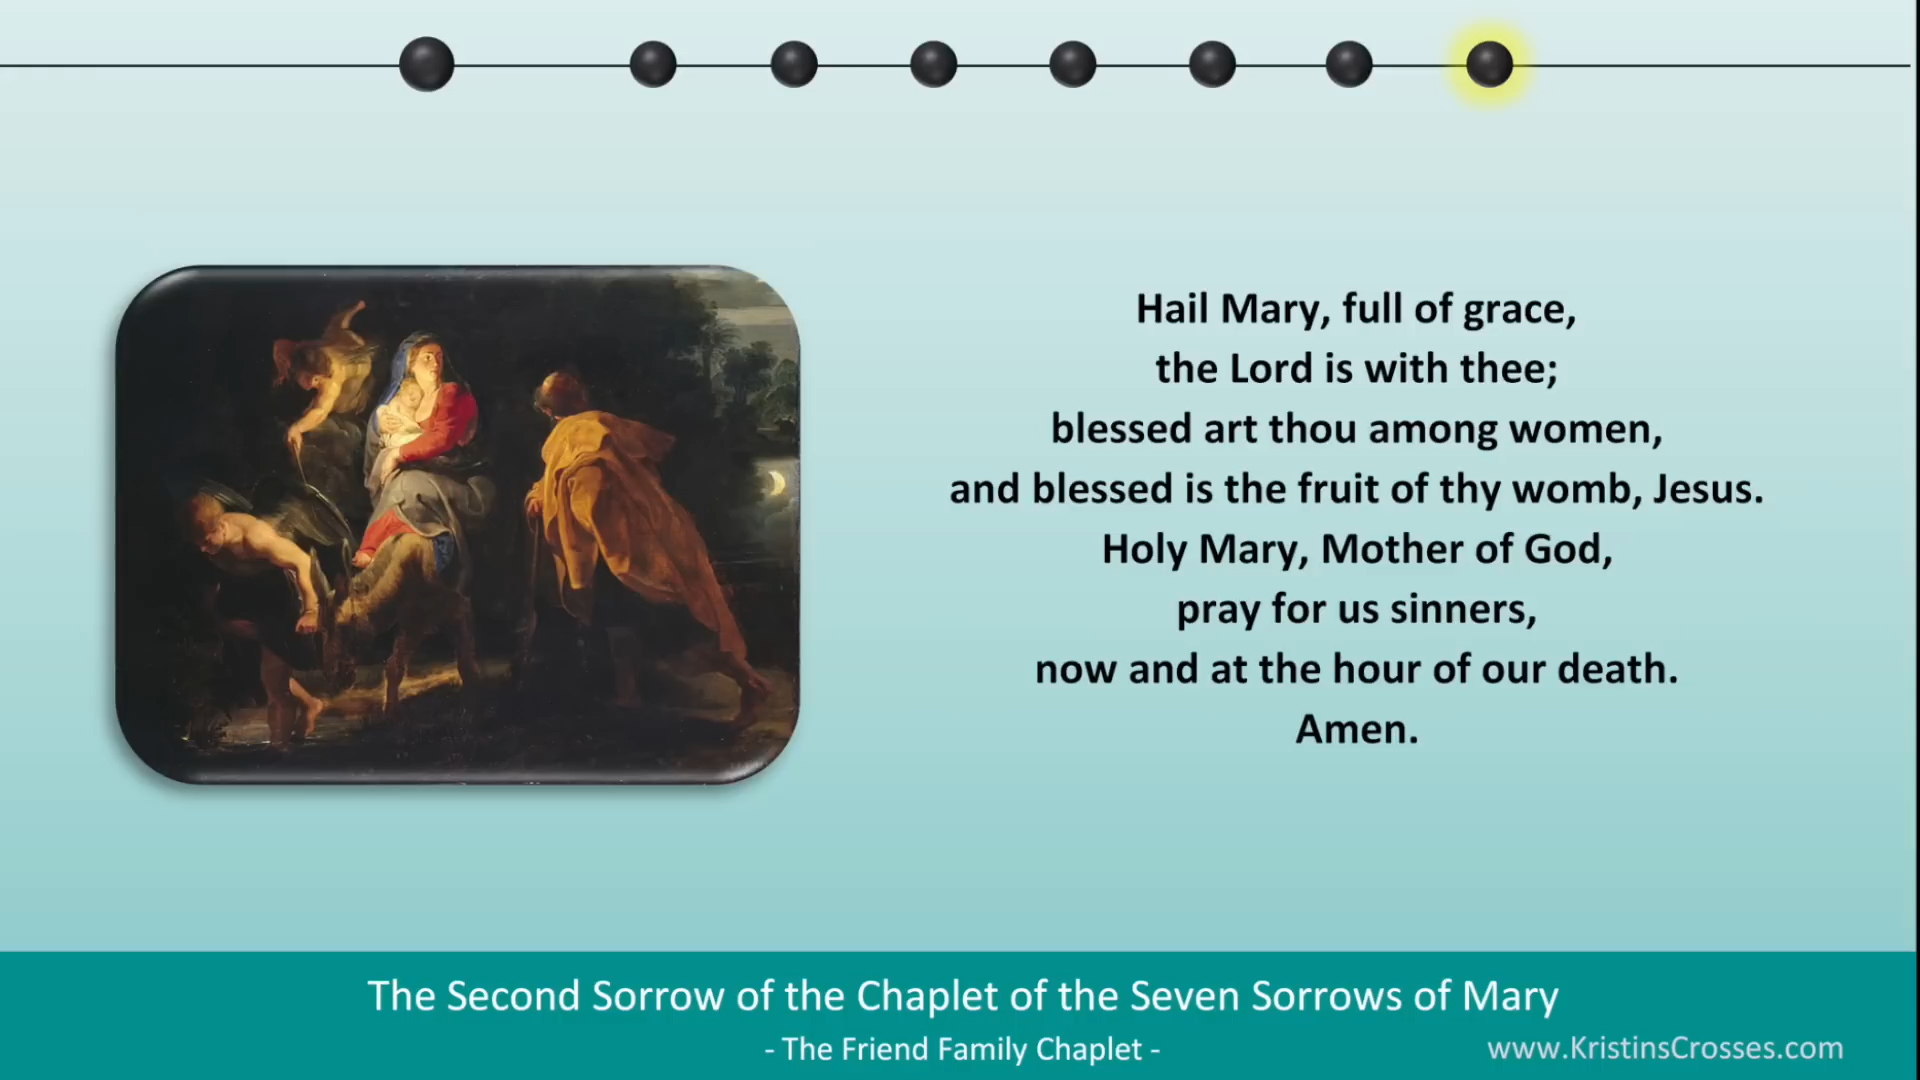 Hail Mary, full of grace,
the Lord is with thee;
blessed art thou among women,
and blessed is the fruit of thy womb, Jesus.
Holy Mary, Mother of God,
pray for us sinners,
now and at the hour of our death.
Amen.
The Second Sorrow of the Chaplet of the Seven Sorrows of Mary
- The Friend Family Chaplet -
www.KristinsCrosses.com